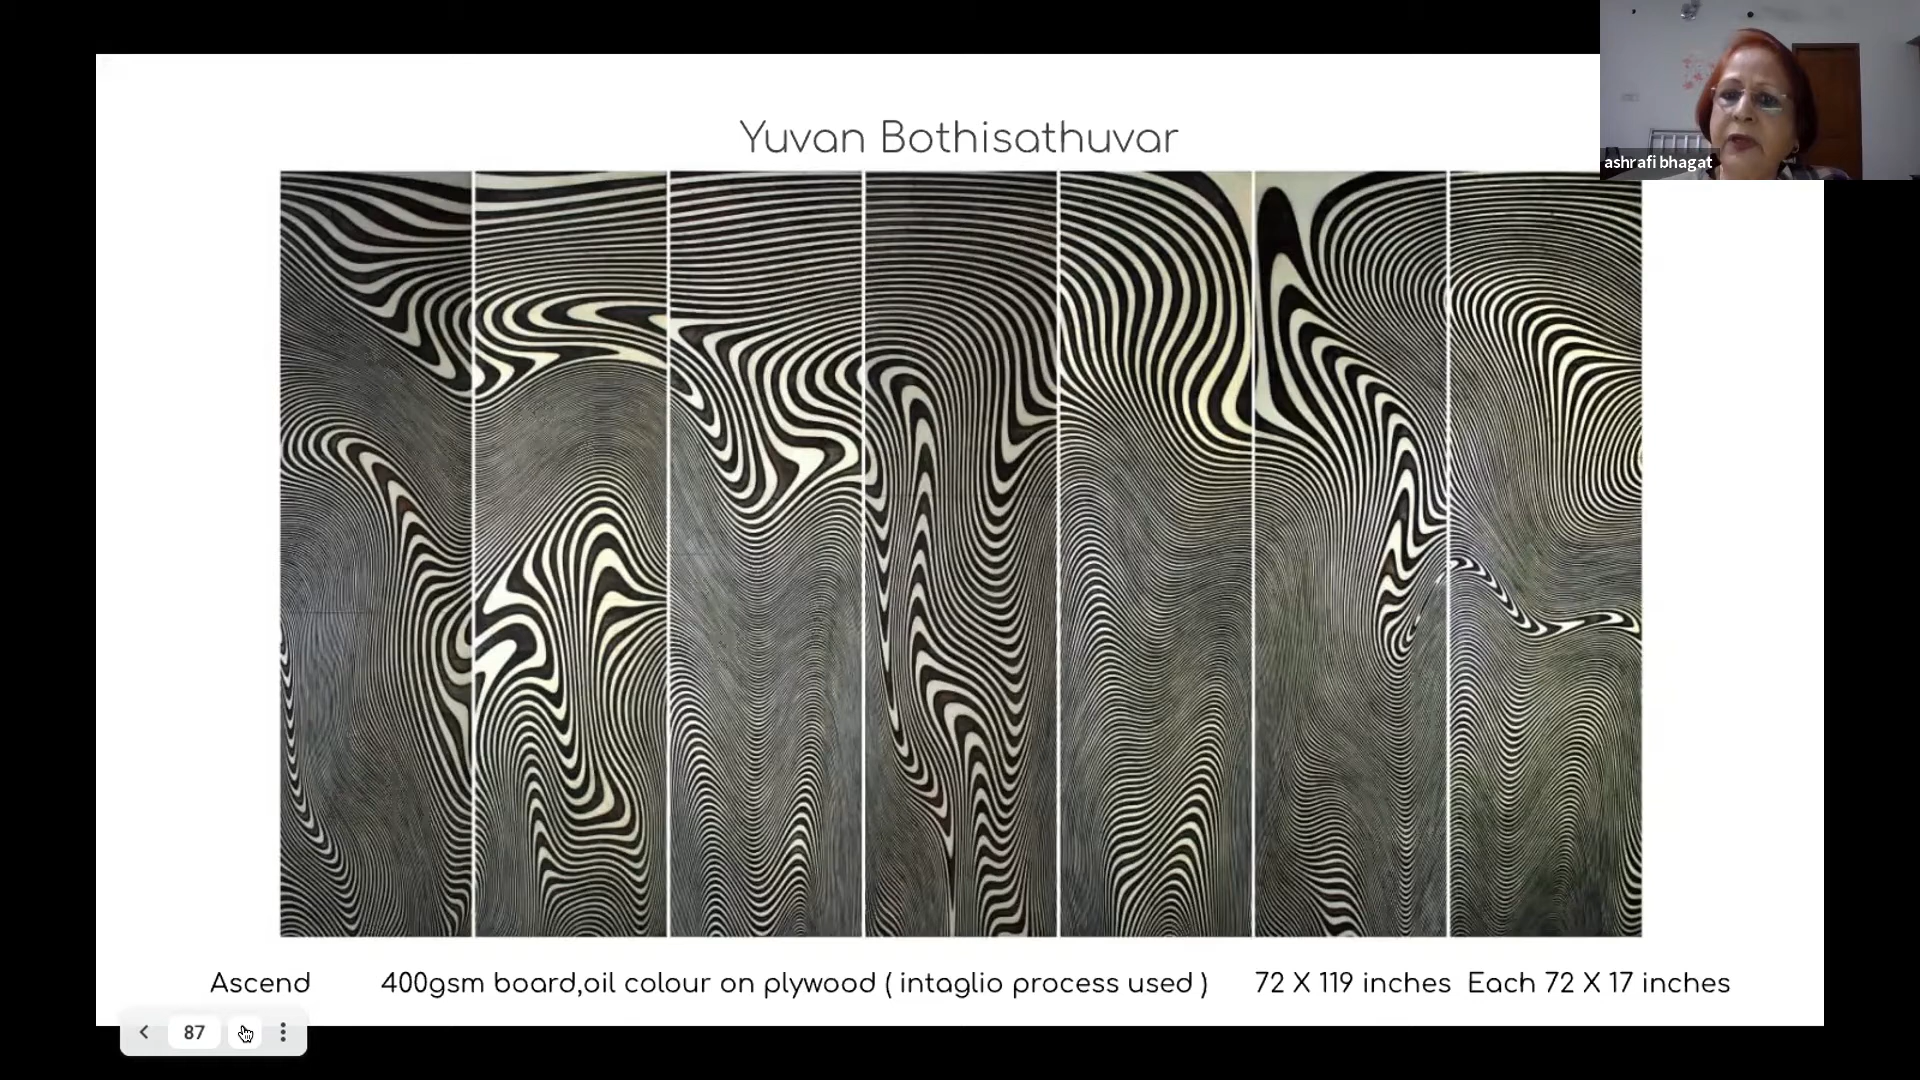 Yuvan Bothisathuvar
ashrafi bhagat
Ascend 400gsm board,oil colour on plywood ( intaglio process used ) 72 X 119 inches Each 72 X 17 inches
87